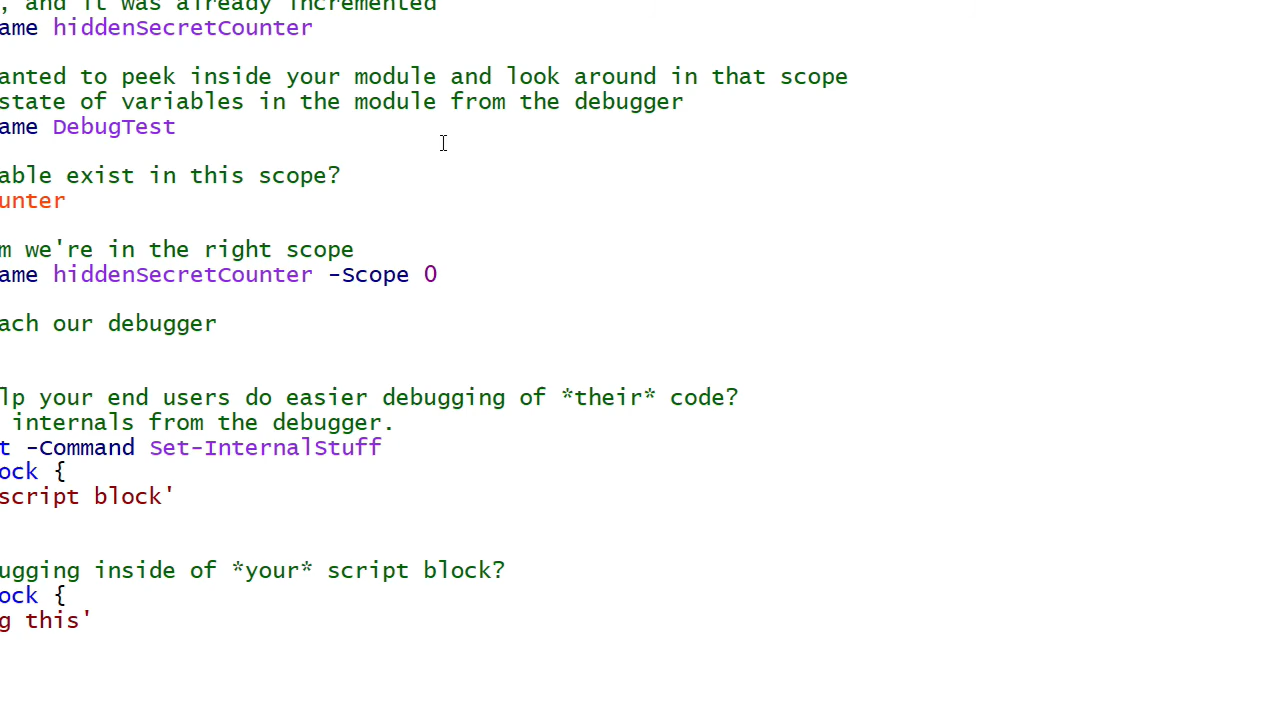 , and it was already incremented
ame hiddenSecretCounter
anted to peek inside your module and look around in that scope
state of variables in the module from the debugger
ame DebugTest
able exist in this scope?
unter
m we're in the right scope
ame hiddenSecretCounter -Scope 0
ach our debugger
lp your end users do easier debugging of *their* code?
internals from the debugger.
t -Command Set-InternalStuff
ock {
script block'
ugging inside of *your* script block?
ock {
g this'